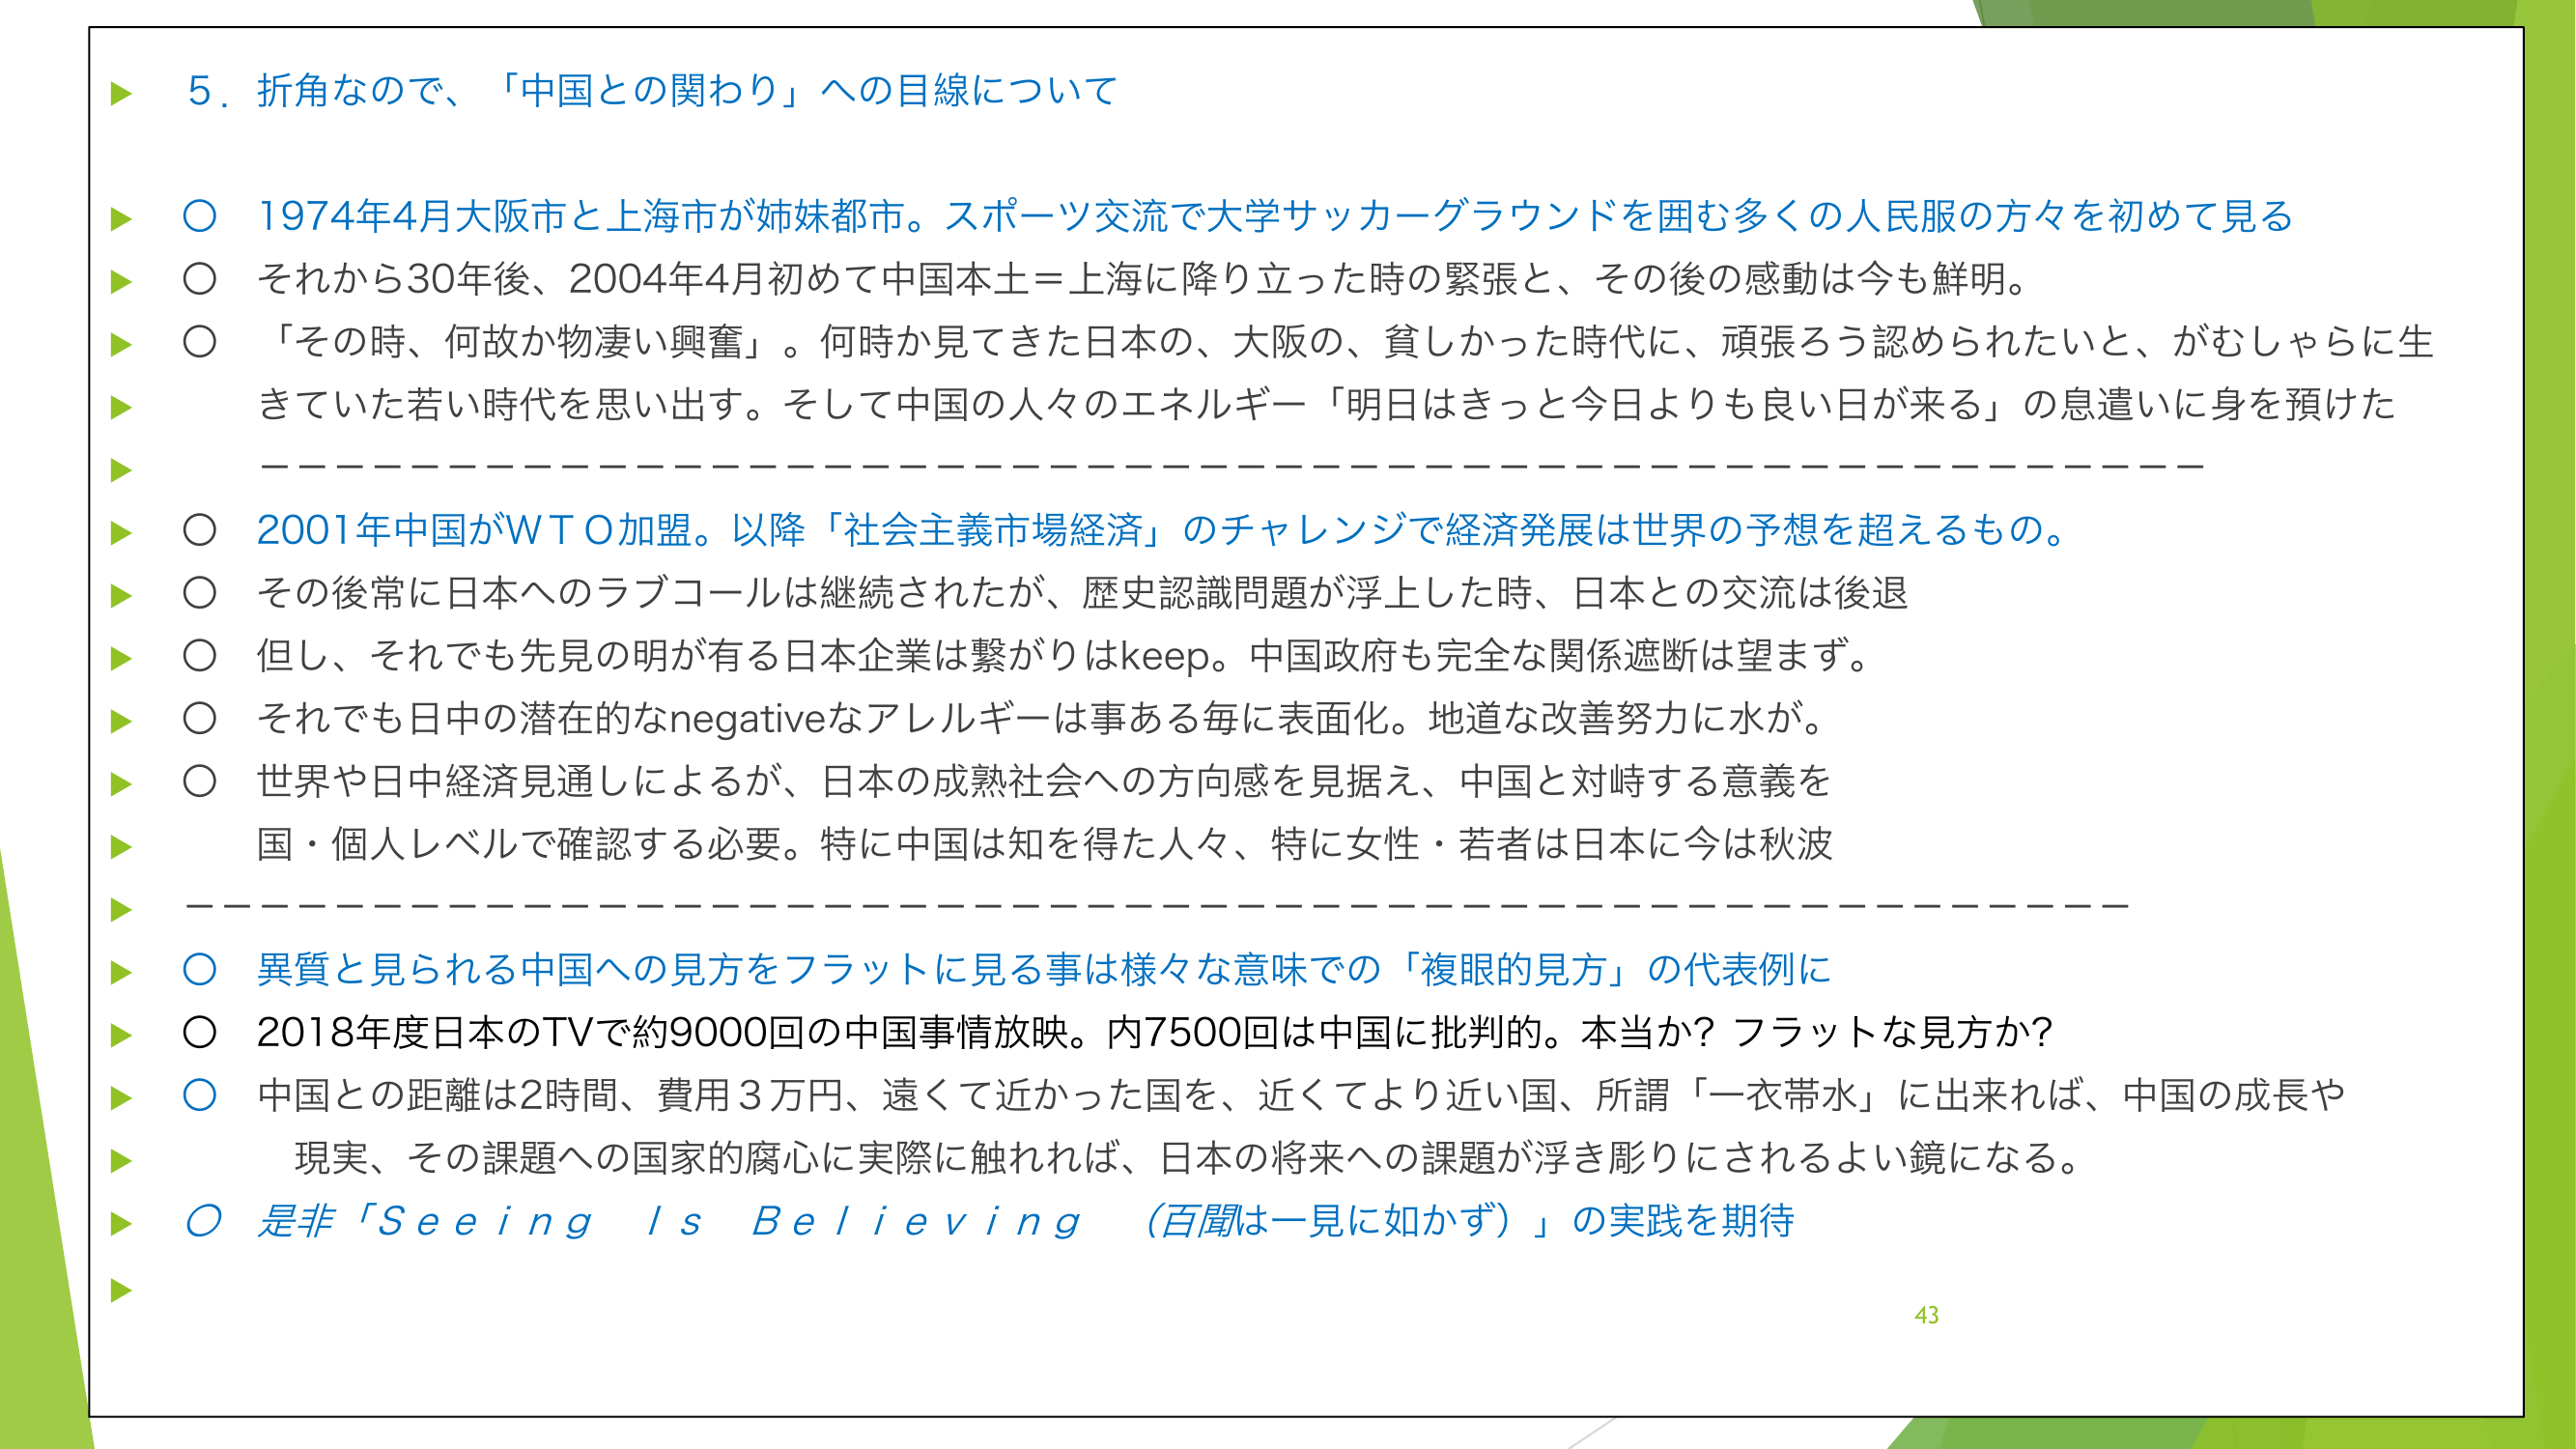 ５．折角なので、「中国との関わり」への目線について
〇　1974年4月大阪市と上海市が姉妹都市。スポーツ交流で大学サッカーグラウンドを囲む多くの人民服の方々を初めて見る
〇　それから30年後、2004年4月初めて中国本土＝上海に降り立った時の緊張と、その後の感動は今も鮮明。
〇　「その時、何故か物凄い興奮」。何時か見てきた日本の、大阪の、貧しかった時代に、頑張ろう認められたいと、がむしゃらに生
きていた若い時代を思い出す。そして中国の人々のエネルギー「明日はきっと今日よりも良い日が来る」の息遣いに身を預けた
－－－－－－－－－－－－－－－－－－－－－－－－－－－－－－－－－－－－－－－－－－－－－－－－－－－－
〇　2001年中国がＷＴＯ加盟。以降「社会主義市場経済」のチャレンジで経済発展は世界の予想を超えるもの。
〇　その後常に日本へのラブコールは継続されたが、歴史認識問題が浮上した時、日本との交流は後退
〇　但し、それでも先見の明が有る日本企業は繋がりはkeep。中国政府も完全な関係遮断は望まず。
〇　それでも日中の潜在的なnegativeなアレルギーは事ある毎に表面化。地道な改善努力に水が。
〇　世界や日中経済見通しによるが、日本の成熟社会への方向感を見据え、中国と対峙する意義を
国・個人レベルで確認する必要。特に中国は知を得た人々、特に女性・若者は日本に今は秋波
－－－－－－－－－－－－－－－－－－－－－－－－－－－－－－－－－－－－－－－－－－－－－－－－－－－－
〇　異質と見られる中国への見方をフラットに見る事は様々な意味での「複眼的見方」の代表例に
〇　2018年度日本のTVで約9000回の中国事情放映。内7500回は中国に批判的。本当か？フラットな見方か？
〇　中国との距離は2時間、費用３万円、遠くて近かった国を、近くてより近い国、所謂「一衣帯水」に出来れば、中国の成長や
現実、その課題への国家的腐心に実際に触れれば、日本の将来への課題が浮き彫りにされるよい鏡になる。
〇　是非「Ｓｅｅｉｎｇ　Ｉｓ　Ｂｅｌｉｅｖｉｎｇ　（百聞は一見に如かず）」の実践を期待
43